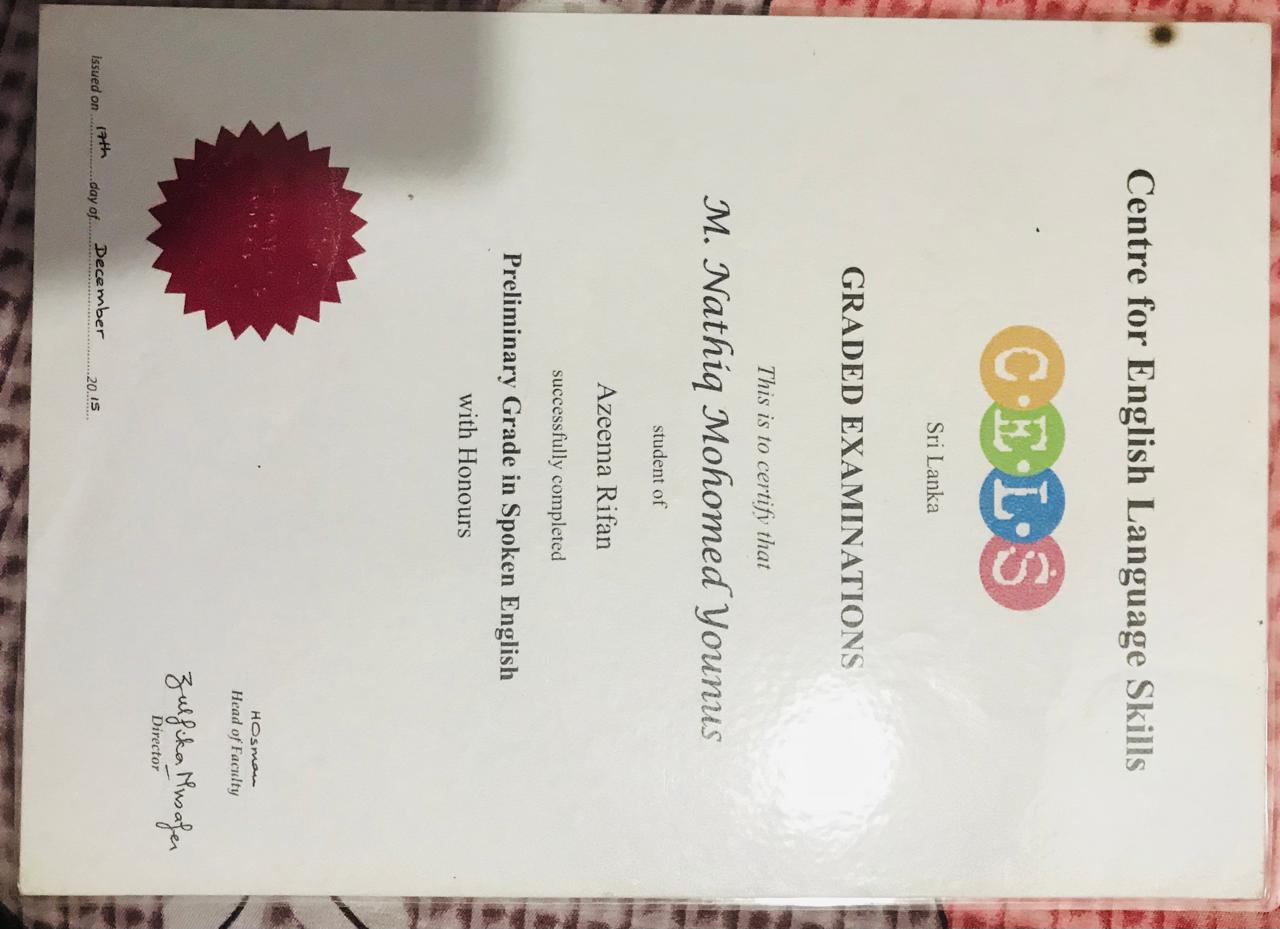 Centre for English Language Skills
C·E·L·S
Sri Lanka
GRADED EXAMINATIONS
This is to certify that
M. Nathiq Mohomed Younus
student of
Azeema Rifan
successfully completed
Preliminary Grade in Spoken English
with Honours
HOsman
Head of Faculty
Zulfika Musafer
Director
issued on 17th day of December 2015